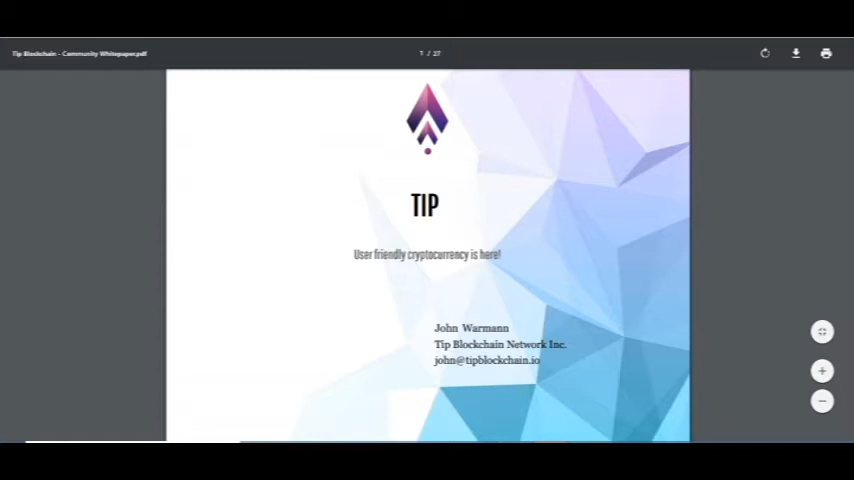 Tip Blockchain - Community Whitepaper.pdf
1 / 27
TIP
User friendly cryptocurrency is here!
John Warmann
Tip Blockchain Network Inc.
john@tipblockchain.io